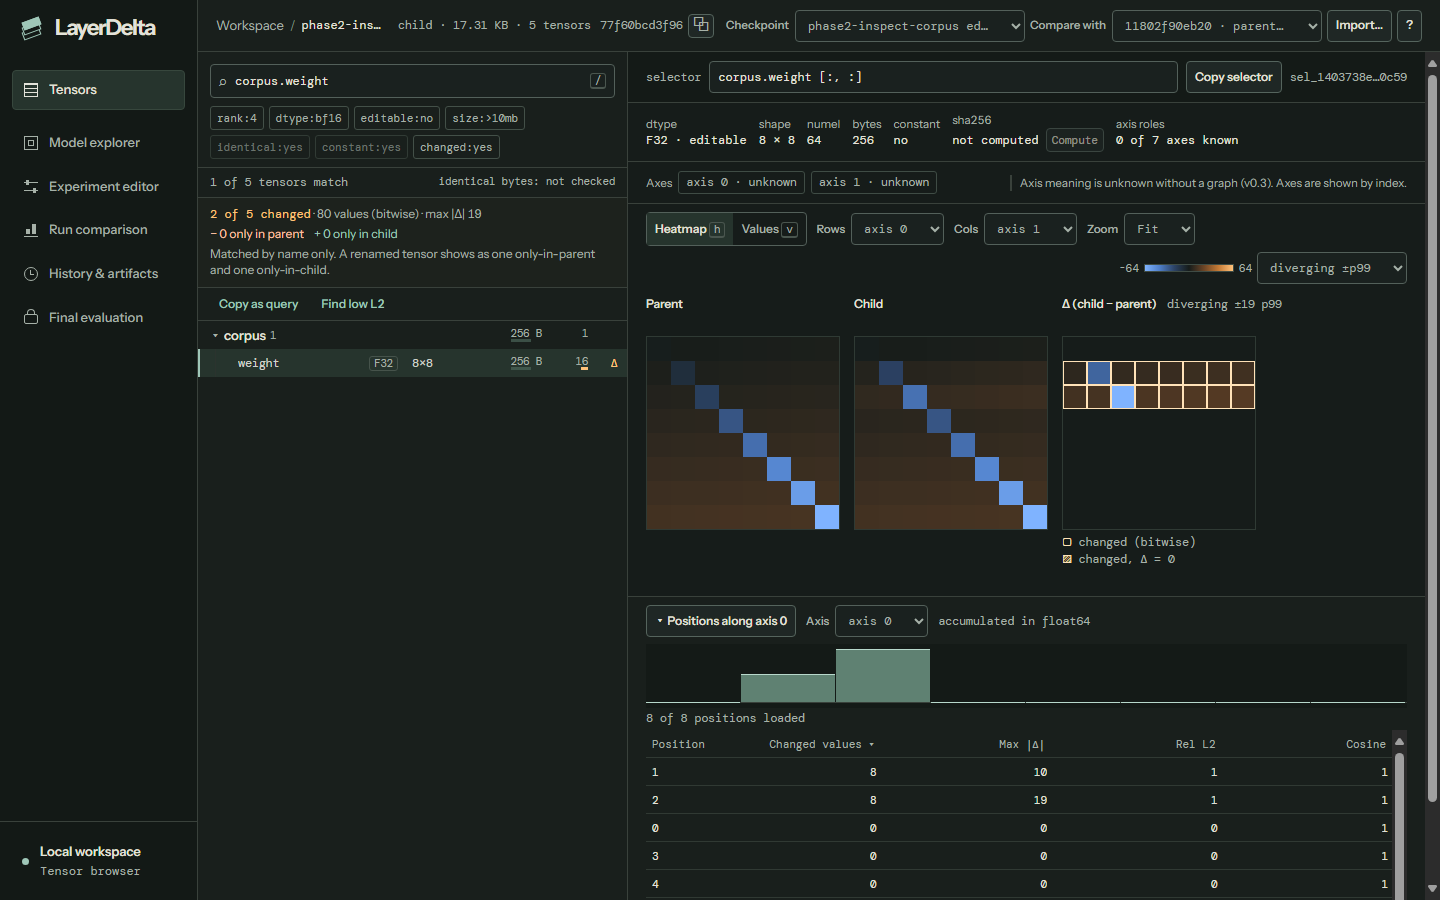 LayerDelta
Workspace / phase2-ins… child · 17.31 KB · 5 tensors 77f60bcd3f96 Checkpoint phase2-inspect-corpus ed… Compare with 11802f90eb20 · parent… Import… ?
Tensors
Model explorer
Experiment editor
Run comparison
History & artifacts
Final evaluation
Local workspace
Tensor browser
corpus.weight /
rank:4 dtype:bf16 editable:no size:>10mb
identical:yes constant:yes changed:yes
1 of 5 tensors match identical bytes: not checked
2 of 5 changed · 80 values (bitwise) · max |Δ| 19
− 0 only in parent + 0 only in child
Matched by name only. A renamed tensor shows as one only-in-parent
and one only-in-child.
Copy as query Find low L2
corpus 1 256 B 1
weight F32 8×8 256 B 16 Δ
selector corpus.weight [:, :] Copy selector sel_1403738e…0c59
dtype shape numel bytes constant sha256 axis roles
F32 · editable 8 × 8 64 256 no not computed Compute 0 of 7 axes known
Axes axis 0 · unknown axis 1 · unknown Axis meaning is unknown without a graph (v0.3). Axes are shown by index.
Heatmap h Values v Rows axis 0 Cols axis 1 Zoom Fit
-64 64 diverging ±p99
Parent Child Δ (child − parent) diverging ±19 p99
changed (bitwise)
changed, Δ = 0
Positions along axis 0 Axis axis 0 accumulated in float64
8 of 8 positions loaded
Position Changed values Max |Δ| Rel L2 Cosine
1 8 10 1 1
2 8 19 1 1
0 0 0 0 1
3 0 0 0 1
4 0 0 0 1